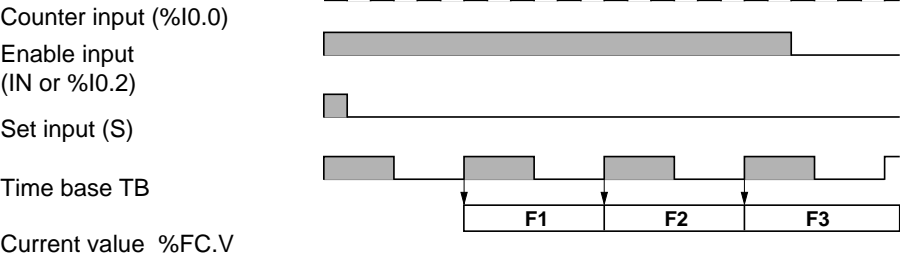 Counter input (%I0.0)
Enable input
(IN or %I0.2)
Set input (S)
Time base TB
F1 F2 F3
Current value %FC.V